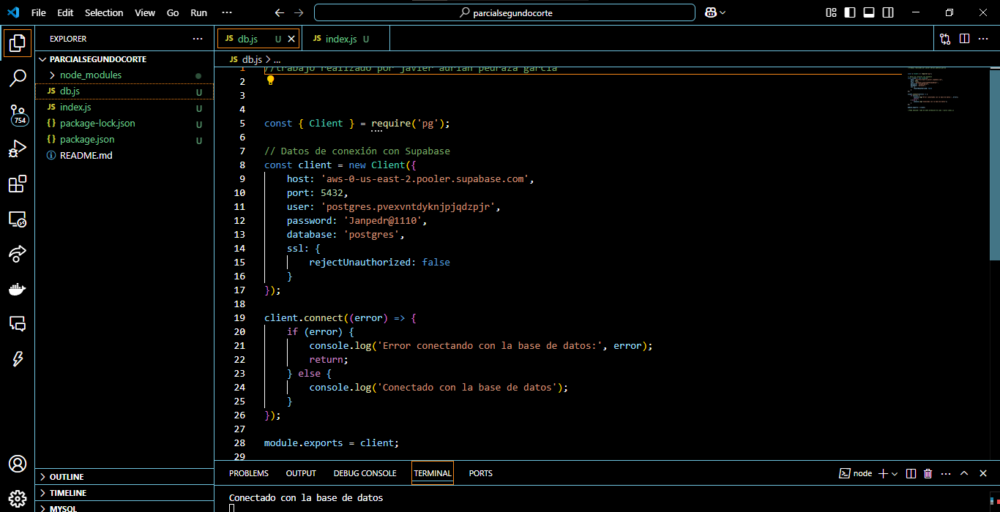 File Edit Selection View Go Run ···
parcialsegundocorte
EXPLORER ···
PARCIALSEGUNDOCORTE
node_modules
JS db.js U
JS index.js U
{} package-lock.json U
{} package.json U
README.md
754
OUTLINE
TIMELINE
MYSQL
JS db.js U
JS index.js U
JS db.js > ...
1 //trabajo realizado por javier adrian pedraza garcia
2
3
4
5 const { Client } = require('pg');
6
7 // Datos de conexión con Supabase
8 const client = new Client({
9 host: 'aws-0-us-east-2.pooler.supabase.com',
10 port: 5432,
11 user: 'postgres.pvexvntdyknjpjqdzpjr',
12 password: 'Janpedr@1110',
13 database: 'postgres',
14 ssl: {
15 rejectUnauthorized: false
16 }
17 });
18
19 client.connect((error) => {
20 if (error) {
21 console.log('Error conectando con la base de datos:', error);
22 return;
23 } else {
24 console.log('Conectado con la base de datos');
25 }
26 });
27
28 module.exports = client;
29
PROBLEMS OUTPUT DEBUG CONSOLE TERMINAL PORTS
node
Conectado con la base de datos